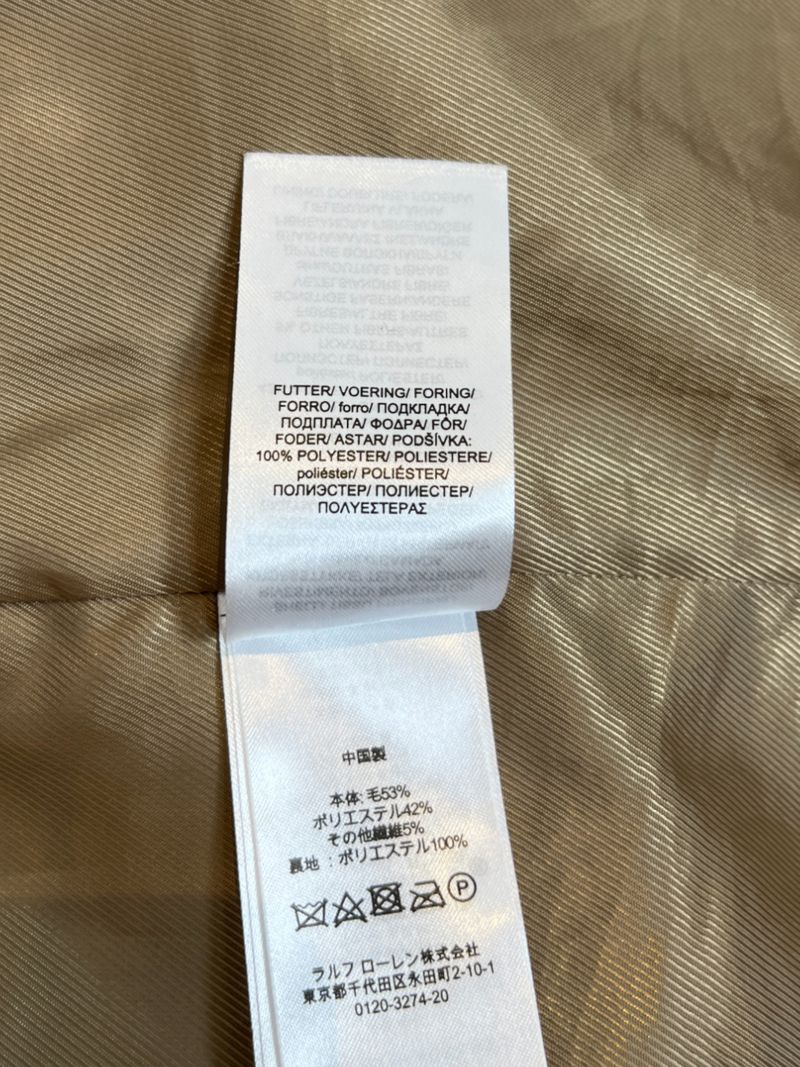 FUTTER/ VOERING/ FORING/
FORRO/ forro/ ПОДКЛАДКА/
ПОДПЛАТА/ ΦΟΔΡΑ/ FÔR/
FODER/ ASTAR/ PODŠÍVKA:
100% POLYESTER/ POLIESTERE/
poliéster/ POLIÉSTER/
ПОЛИЭСТЕР/ ПОЛИЕСТЕР/
ΠΟΛΥΕΣΤΕΡΑΣ
中国製
本体: 毛53%
ポリエステル42%
その他繊維5%
裏地 : ポリエステル100%
P
ラルフ ローレン株式会社
東京都千代田区永田町2-10-1
0120-3274-20